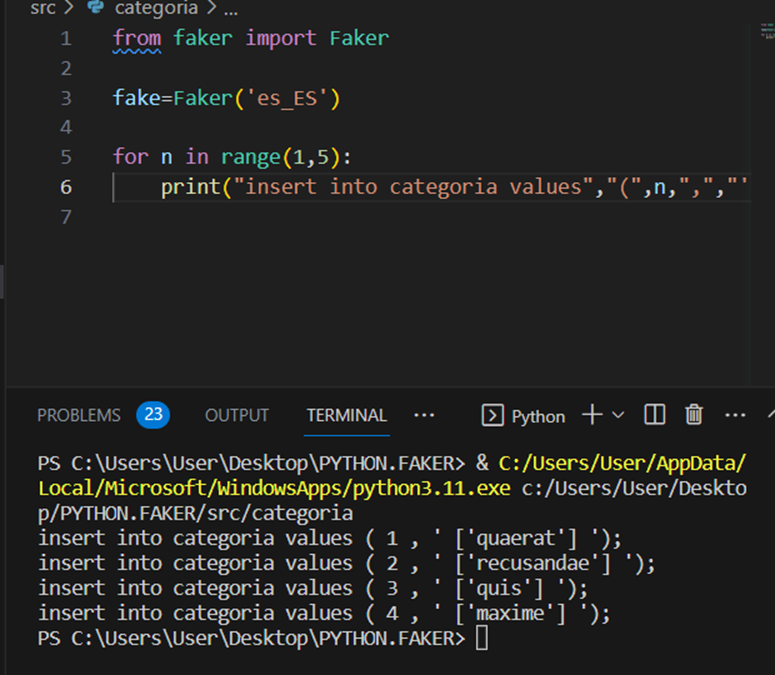 src > categoria > ...
1 from faker import Faker
2
3 fake=Faker('es_ES')
4
5 for n in range(1,5):
6 print("insert into categoria values","(",n,",","'
7
PROBLEMS 23 OUTPUT TERMINAL ... Python
PS C:\Users\User\Desktop\PYTHON.FAKER> & C:/Users/User/AppData/
Local/Microsoft/WindowsApps/python3.11.exe c:/Users/User/Deskto
p/PYTHON.FAKER/src/categoria
insert into categoria values ( 1 , ' ['quaerat'] ');
insert into categoria values ( 2 , ' ['recusandae'] ');
insert into categoria values ( 3 , ' ['quis'] ');
insert into categoria values ( 4 , ' ['maxime'] ');
PS C:\Users\User\Desktop\PYTHON.FAKER>